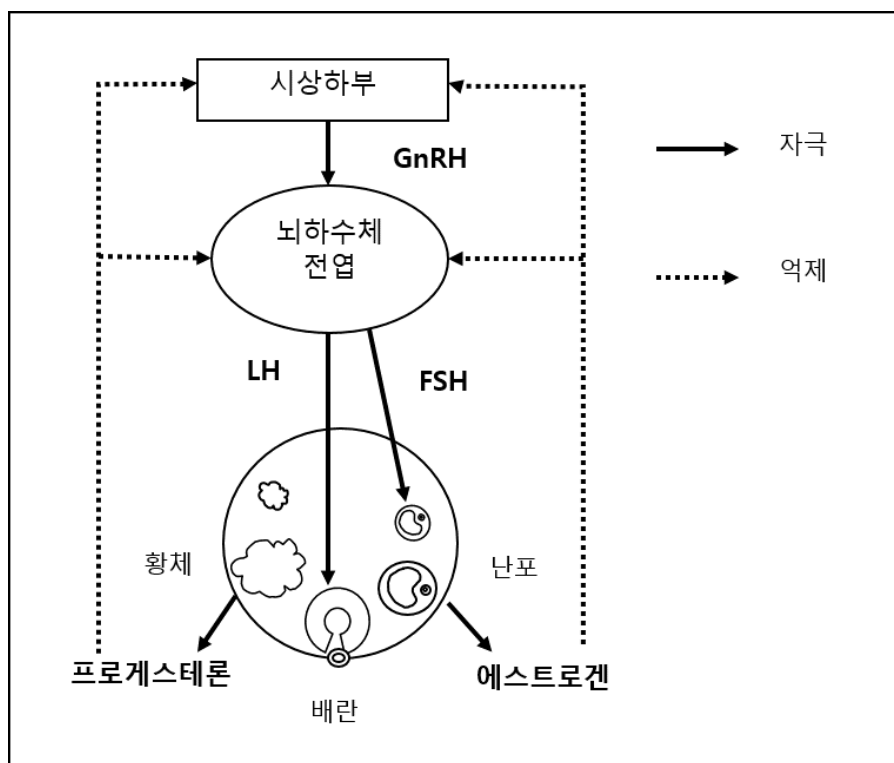 시상하부
GnRH
자극
뇌하수체
전엽
억제
LH
FSH
황체
난포
프로게스테론
에스트로겐
배란